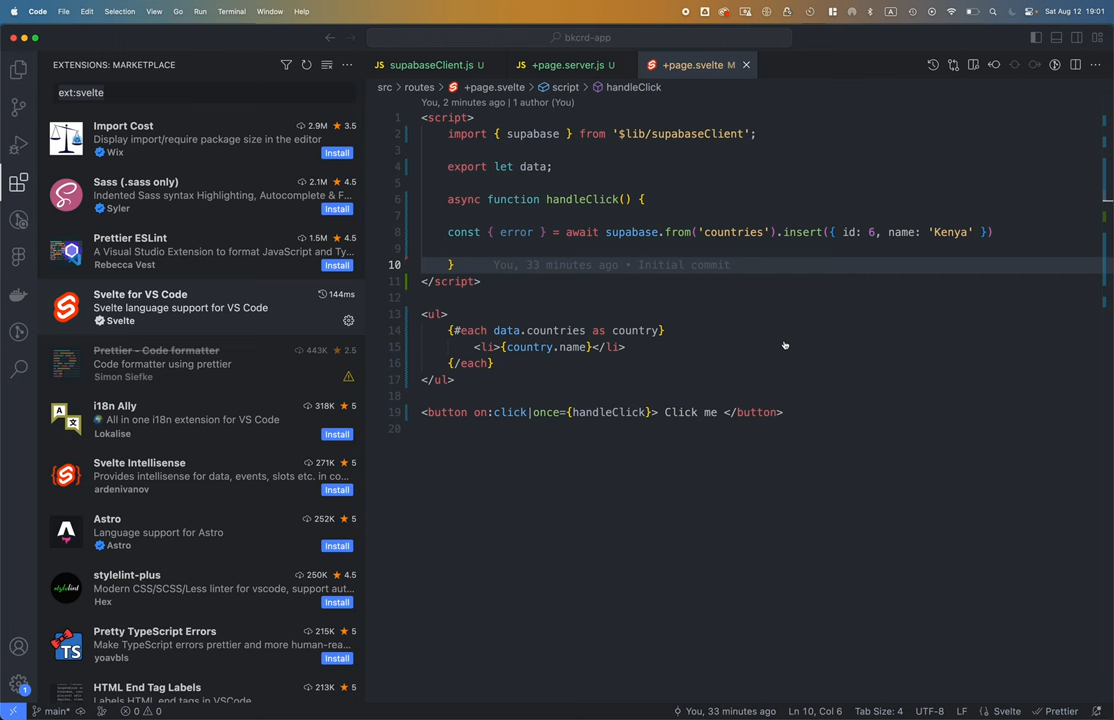 Code File Edit Selection View Go Run Terminal Window Help Sat Aug 12 19:01
bkcrd-app
EXTENSIONS: MARKETPLACE
ext:svelte
Import Cost 2.9M 3.5
Display import/require package size in the editor
Wix Install
Sass (.sass only) 2.1M 4.5
Indented Sass syntax Highlighting, Autocomplete & F...
Syler Install
Prettier ESLint 1.5M 4.5
A Visual Studio Extension to format JavaScript and Ty...
Rebecca Vest Install
Svelte for VS Code 144ms
Svelte language support for VS Code
Svelte
Prettier - Code formatter 443K 2.5
Code formatter using prettier
Simon Siefke
i18n Ally 318K 5
All in one i18n extension for VS Code
Lokalise Install
Svelte Intellisense 271K 5
Provides intellisense for data, events, slots etc. in co...
ardenivanov Install
Astro 252K 5
Language support for Astro
Astro Install
stylelint-plus 250K 4.5
Modern CSS/SCSS/Less linter for vscode, support aut...
Hex Install
Pretty TypeScript Errors 215K 5
Make TypeScript errors prettier and more human-rea...
yoavbls Install
HTML End Tag Labels 213K 5
Labels HTML end tags in VSCode
JS supabaseClient.js U JS +page.server.js U +page.svelte M
src > routes > +page.svelte > script > handleClick
You, 2 minutes ago | 1 author (You)
1 <script>
2 import { supabase } from '$lib/supabaseClient';
3
4 export let data;
5
6 async function handleClick() {
7
8 const { error } = await supabase.from('countries').insert({ id: 6, name: 'Kenya' })
9
10 } You, 33 minutes ago • Initial commit
11 </script>
12
13 <ul>
14 {#each data.countries as country}
15 <li>{country.name}</li>
16 {/each}
17 </ul>
18
19 <button on:click|once={handleClick}> Click me </button>
20
1
main* 0 0 You, 33 minutes ago Ln 10, Col 6 Tab Size: 4 UTF-8 LF Svelte Prettier